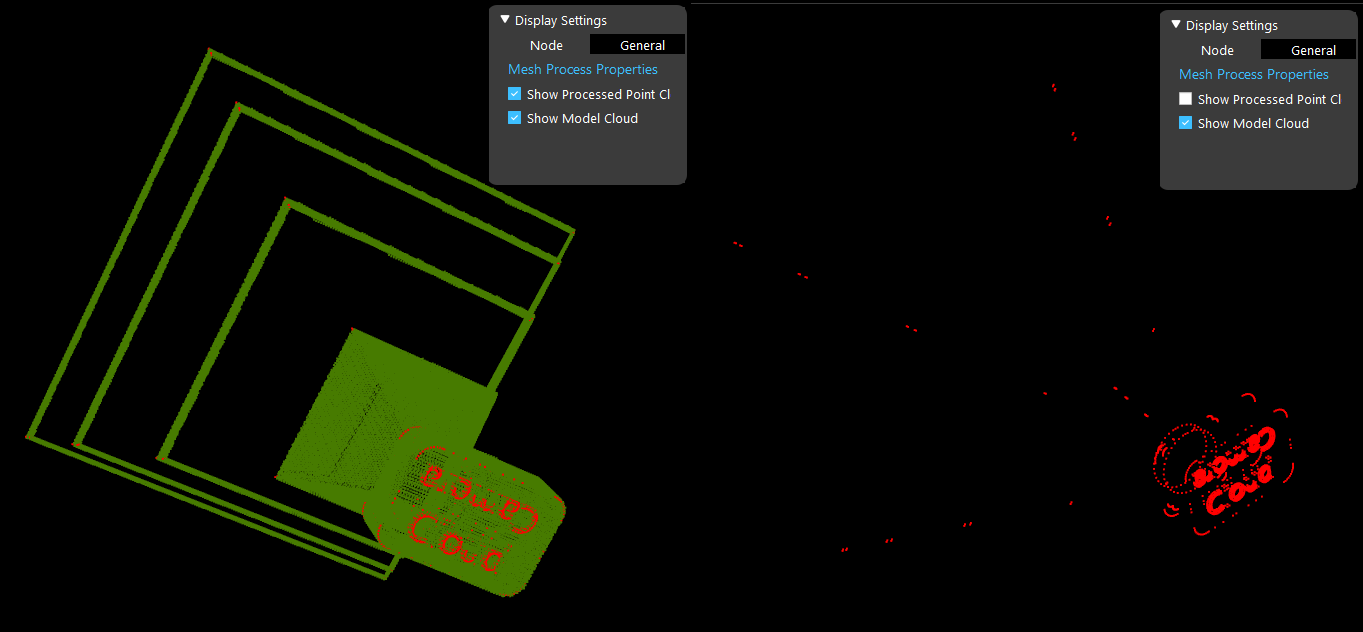 Display Settings
Node General
Mesh Process Properties
Show Processed Point Cl
Show Model Cloud
Display Settings
Node General
Mesh Process Properties
Show Processed Point Cl
Show Model Cloud